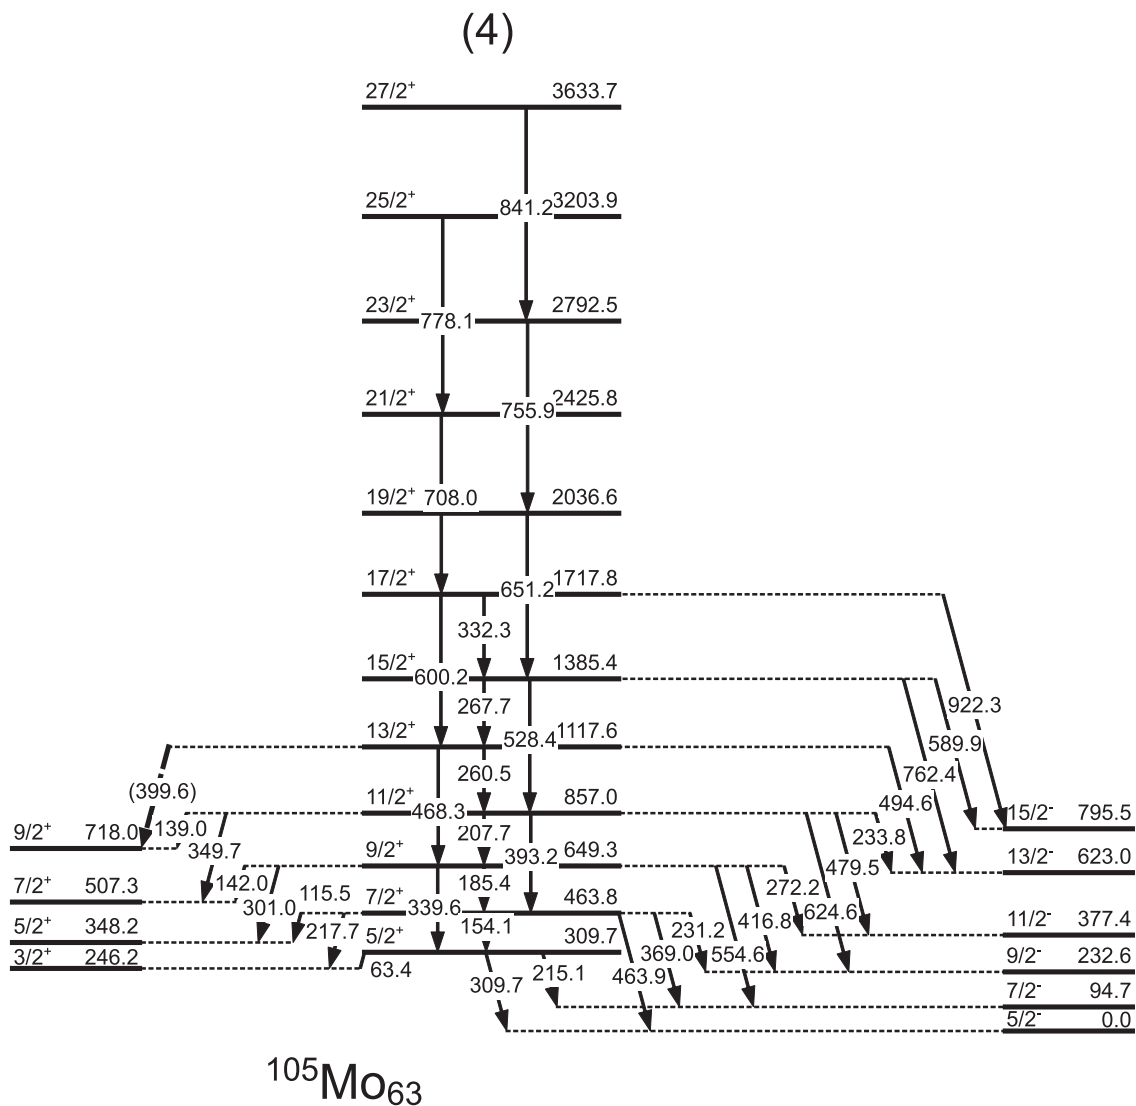 (4)
27/2⁺ 3633.7
25/2⁺ 841.2 3203.9
23/2⁺ 2792.5
778.1
21/2⁺ 755.9 2425.8
19/2⁺ 708.0 2036.6
17/2⁺ 651.2 1717.8
332.3
15/2⁺ 600.2 1385.4
267.7 922.3
13/2⁺ 528.4 1117.6 589.9
260.5 762.4
(399.6) 11/2⁺ 468.3 857.0 494.6 15/2⁻ 795.5
9/2⁺ 718.0 139.0 207.7 233.8
349.7 9/2⁺ 393.2 649.3 479.5 13/2⁻ 623.0
7/2⁺ 507.3 142.0 185.4 272.2
301.0 115.5 7/2⁺ 339.6 463.8 416.8 624.6 11/2⁻ 377.4
5/2⁺ 348.2 217.7 5/2⁺ 154.1 309.7 231.2
3/2⁺ 246.2 63.4 369.0 554.6 9/2⁻ 232.6
309.7 215.1 463.9 7/2⁻ 94.7
5/2⁻ 0.0
¹⁰⁵Mo₆₃